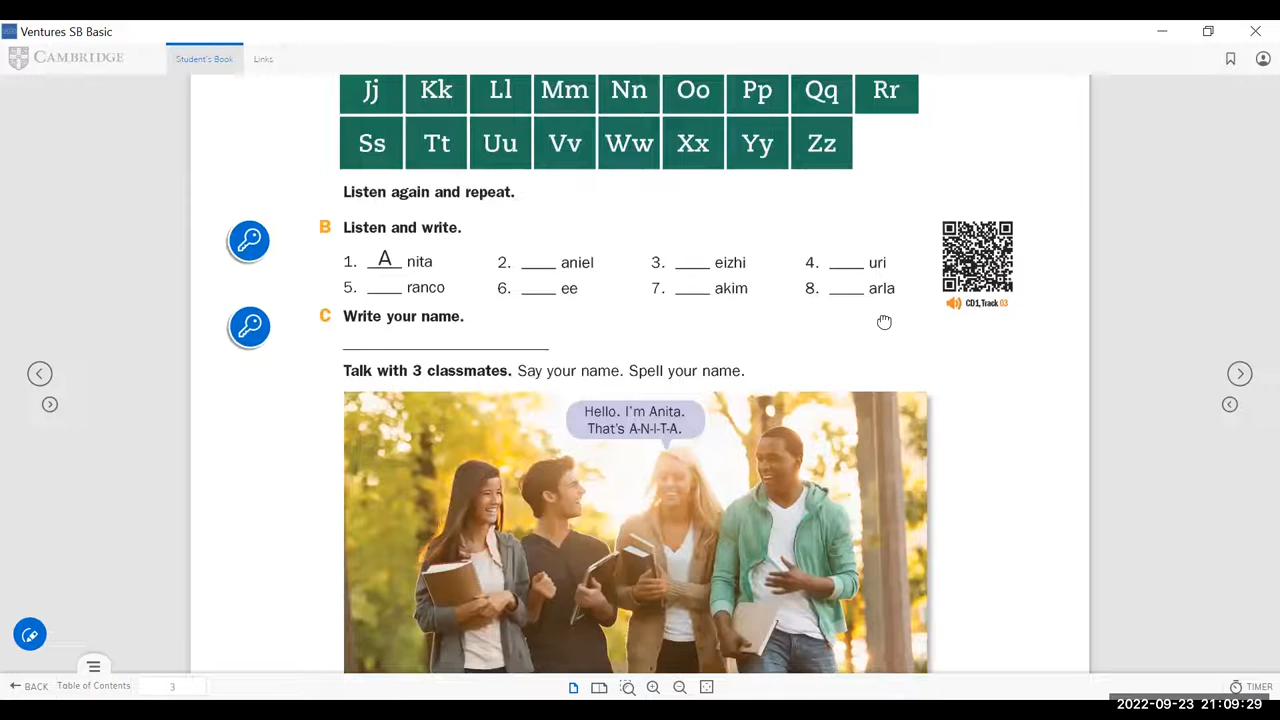 Ventures SB Basic
CAMBRIDGE Student's Book Links
Jj Kk Ll Mm Nn Oo Pp Qq Rr
Ss Tt Uu Vv Ww Xx Yy Zz
Listen again and repeat.
B Listen and write.
1. A nita 2. ____ aniel 3. ____ eizhi 4. ____ uri
5. ____ ranco 6. ____ ee 7. ____ akim 8. ____ arla
CD1, Track 03
C Write your name.
Talk with 3 classmates. Say your name. Spell your name.
Hello. I'm Anita.
That's A-N-I-T-A.
BACK Table of Contents 3 TIMER
2022-09-23 21:09:29